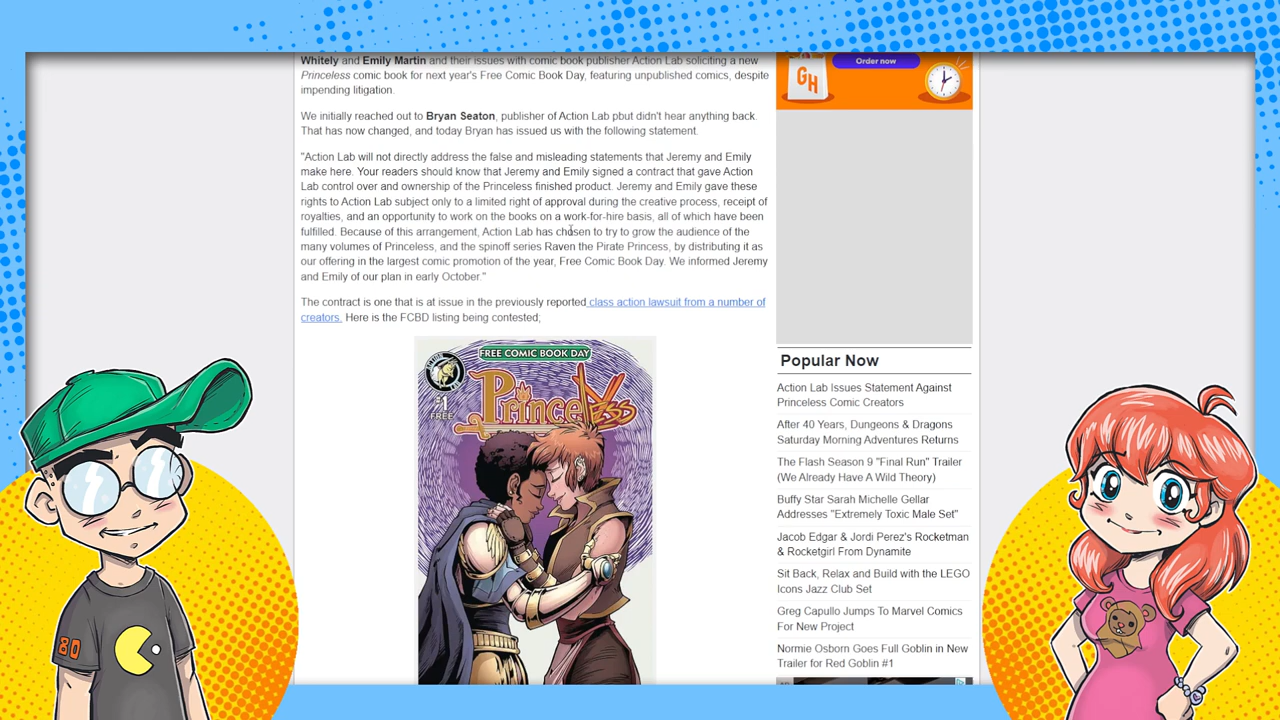 Whitely and Emily Martin and their issues with comic book publisher Action Lab soliciting a new
Princeless comic book for next year's Free Comic Book Day, featuring unpublished comics, despite
impending litigation.
We initially reached out to Bryan Seaton, publisher of Action Lab pbut didn't hear anything back.
That has now changed, and today Bryan has issued us with the following statement.
"Action Lab will not directly address the false and misleading statements that Jeremy and Emily
make here. Your readers should know that Jeremy and Emily signed a contract that gave Action
Lab control over and ownership of the Princeless finished product. Jeremy and Emily gave these
rights to Action Lab subject only to a limited right of approval during the creative process, receipt of
royalties, and an opportunity to work on the books on a work-for-hire basis, all of which have been
fulfilled. Because of this arrangement, Action Lab has chosen to try to grow the audience of the
many volumes of Princeless, and the spinoff series Raven the Pirate Princess, by distributing it as
our offering in the largest comic promotion of the year, Free Comic Book Day. We informed Jeremy
and Emily of our plan in early October."
The contract is one that is at issue in the previously reported class action lawsuit from a number of
creators. Here is the FCBD listing being contested;
FREE COMIC BOOK DAY
#1
FREE
Princeless
GH
Order now
Popular Now
Action Lab Issues Statement Against
Princeless Comic Creators
After 40 Years, Dungeons & Dragons
Saturday Morning Adventures Returns
The Flash Season 9 "Final Run" Trailer
(We Already Have A Wild Theory)
Buffy Star Sarah Michelle Gellar
Addresses "Extremely Toxic Male Set"
Jacob Edgar & Jordi Perez's Rocketman
& Rocketgirl From Dynamite
Sit Back, Relax and Build with the LEGO
Icons Jazz Club Set
Greg Capullo Jumps To Marvel Comics
For New Project
Normie Osborn Goes Full Goblin in New
Trailer for Red Goblin #1
80